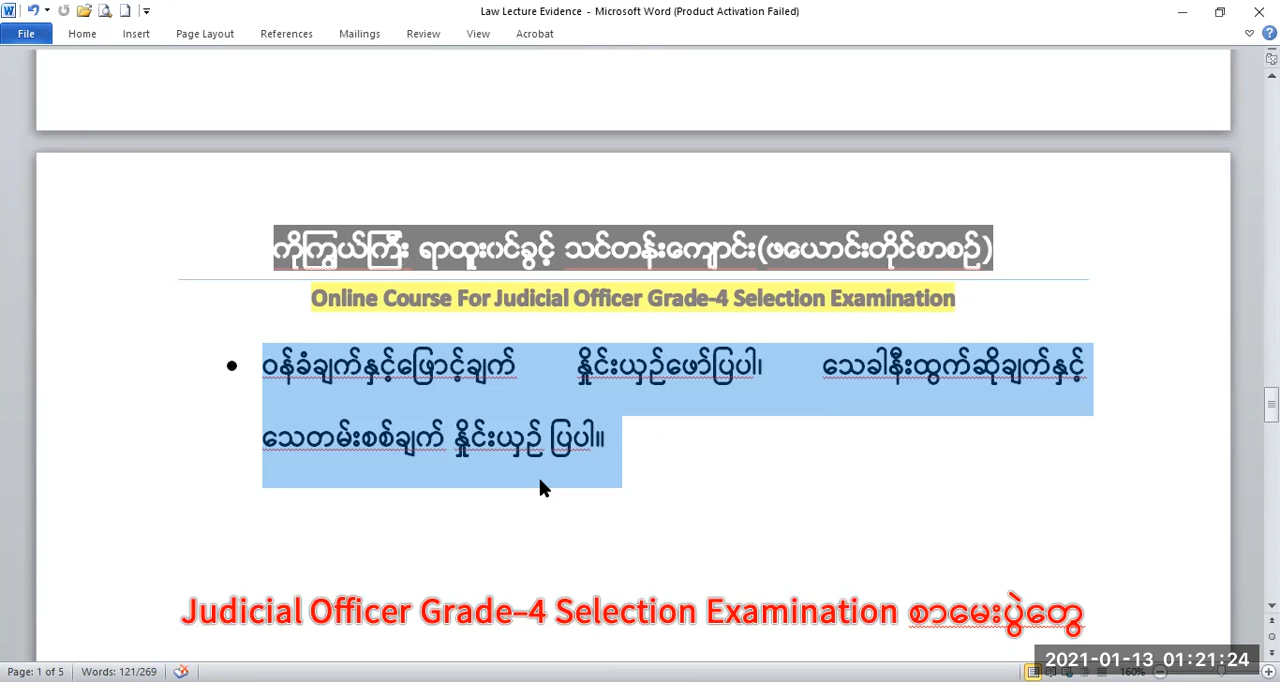 Law Lecture Evidence - Microsoft Word (Product Activation Failed)
File Home Insert Page Layout References Mailings Review View Acrobat
ကိုကြွယ်ကြီး ရာထူးဝင်ခွင့် သင်တန်းကျောင်း(ဖယောင်းတိုင်စာစဉ်)
Online Course For Judicial Officer Grade-4 Selection Examination
• ဝန်ခံချက်နှင့်ဖြောင့်ချက် နှိုင်းယှဉ်ဖော်ပြပါ၊ သေခါနီးထွက်ဆိုချက်နှင့်
သေတမ်းစစ်ချက် နှိုင်းယှဉ် ပြပါ။
Judicial Officer Grade-4 Selection Examination စာမေးပွဲတွေ
2021-01-13 01:21:24
Page: 1 of 5 Words: 121/269 160%